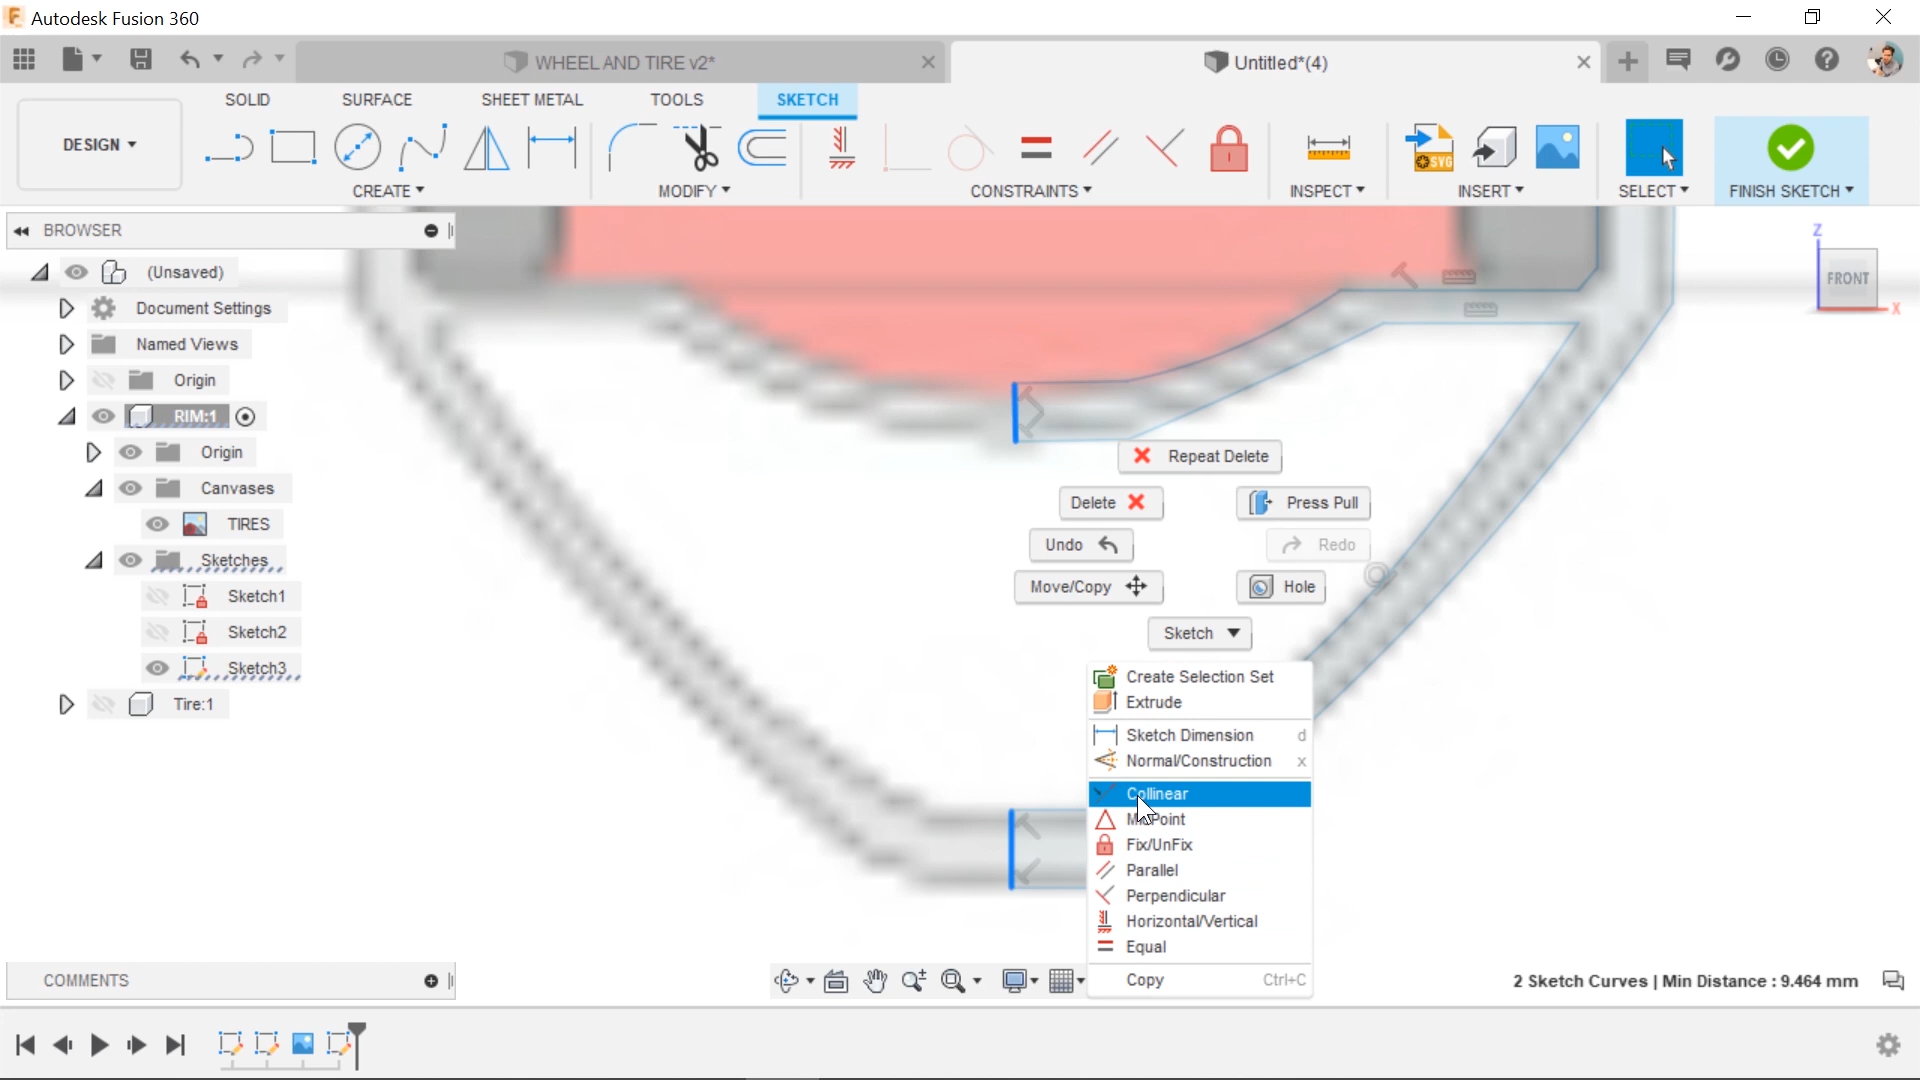 Autodesk Fusion 360
WHEEL AND TIRE v2*
Untitled*(4)
SOLID
SURFACE
SHEET METAL
TOOLS
SKETCH
DESIGN
CREATE
MODIFY
CONSTRAINTS
INSPECT
SVG
INSERT
SELECT
FINISH SKETCH
BROWSER
(Unsaved)
Document Settings
Named Views
Origin
RIM:1
Origin
Canvases
TIRES
Sketches
Sketch1
Sketch2
Sketch3
Tire:1
Z
FRONT
X
Repeat Delete
Delete
Press Pull
Undo
Redo
Move/Copy
Hole
Sketch
Create Selection Set
Extrude
Sketch Dimension d
Normal/Construction x
Collinear
Fix/UnFix
Parallel
Perpendicular
Horizontal/Vertical
Equal
Copy Ctrl+C
COMMENTS
2 Sketch Curves | Min Distance : 9.464 mm